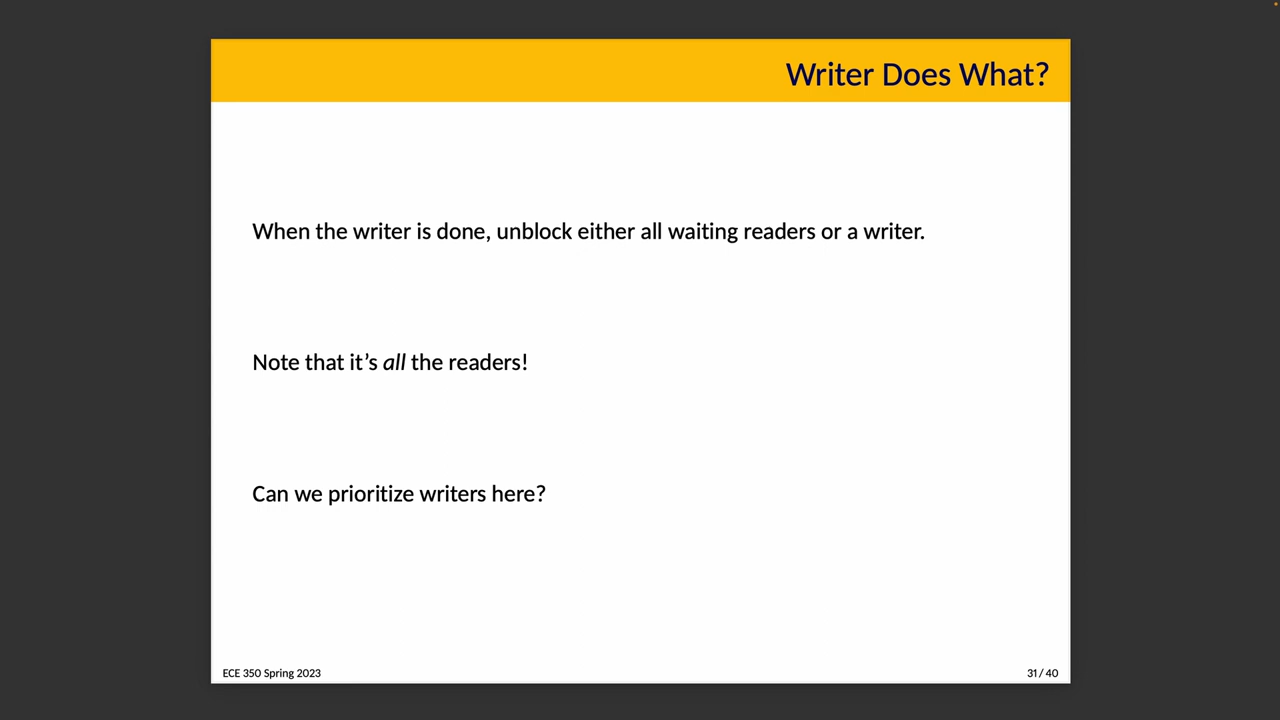 Writer Does What?
When the writer is done, unblock either all waiting readers or a writer.
Note that it’s all the readers!
Can we prioritize writers here?
ECE 350 Spring 2023
31 / 40